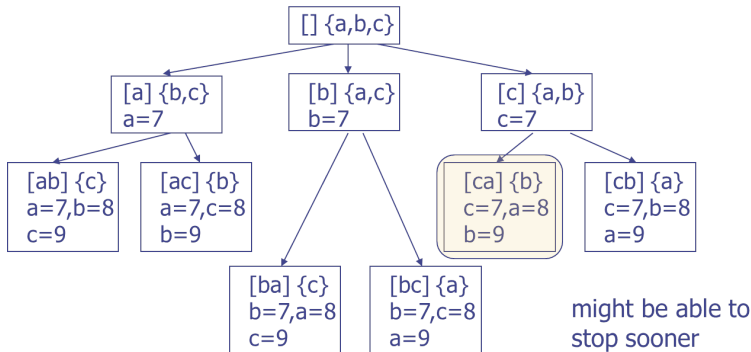 [] {a,b,c}
[a] {b,c}
a=7
[b] {a,c}
b=7
[c] {a,b}
c=7
[ab] {c}
a=7,b=8
c=9
[ac] {b}
a=7,c=8
b=9
[ca] {b}
c=7,a=8
b=9
[cb] {a}
c=7,b=8
a=9
[ba] {c}
b=7,a=8
c=9
[bc] {a}
b=7,c=8
a=9
might be able to
stop sooner